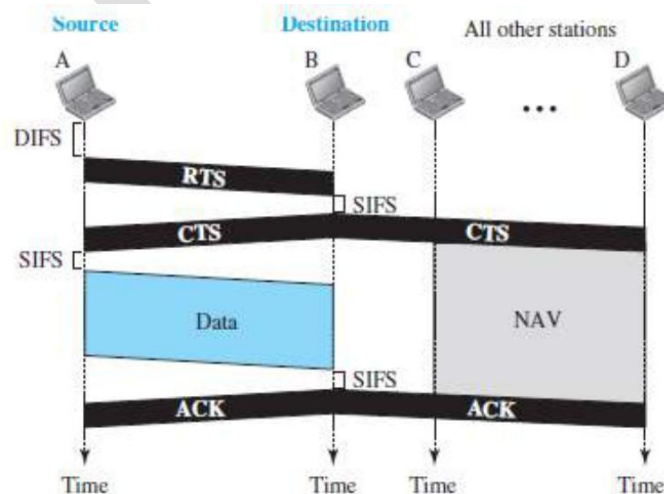 Source Destination All other stations
A B C D
...
DIFS
RTS
SIFS
CTS CTS
SIFS
Data NAV
SIFS
ACK ACK
Time Time Time Time